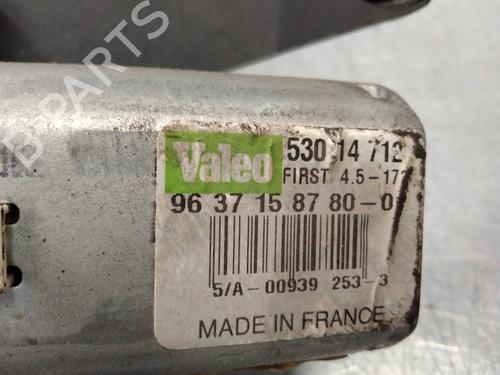 B-PARTS
Valeo
530 14 712
FIRST 4.5-17
96 37 15 87 80-0
5/A-00939 253-3
MADE IN FRANCE